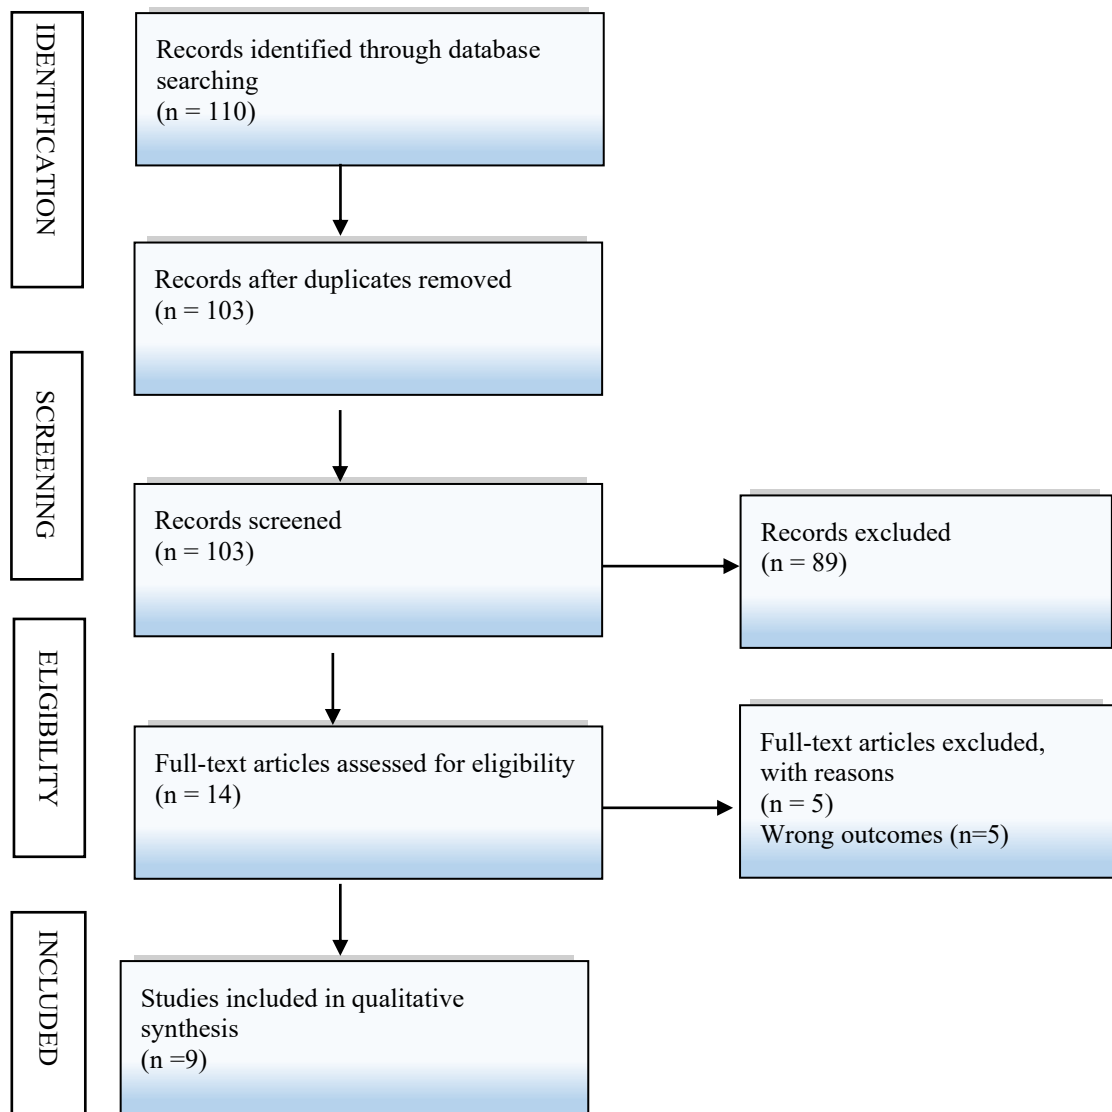 IDENTIFICATION
Records identified through database
searching
(n = 110)
Records after duplicates removed
(n = 103)
SCREENING
Records screened
(n = 103)
Records excluded
(n = 89)
ELIGIBILITY
Full-text articles assessed for eligibility
(n = 14)
Full-text articles excluded,
with reasons
(n = 5)
Wrong outcomes (n=5)
INCLUDED
Studies included in qualitative
synthesis
(n =9)